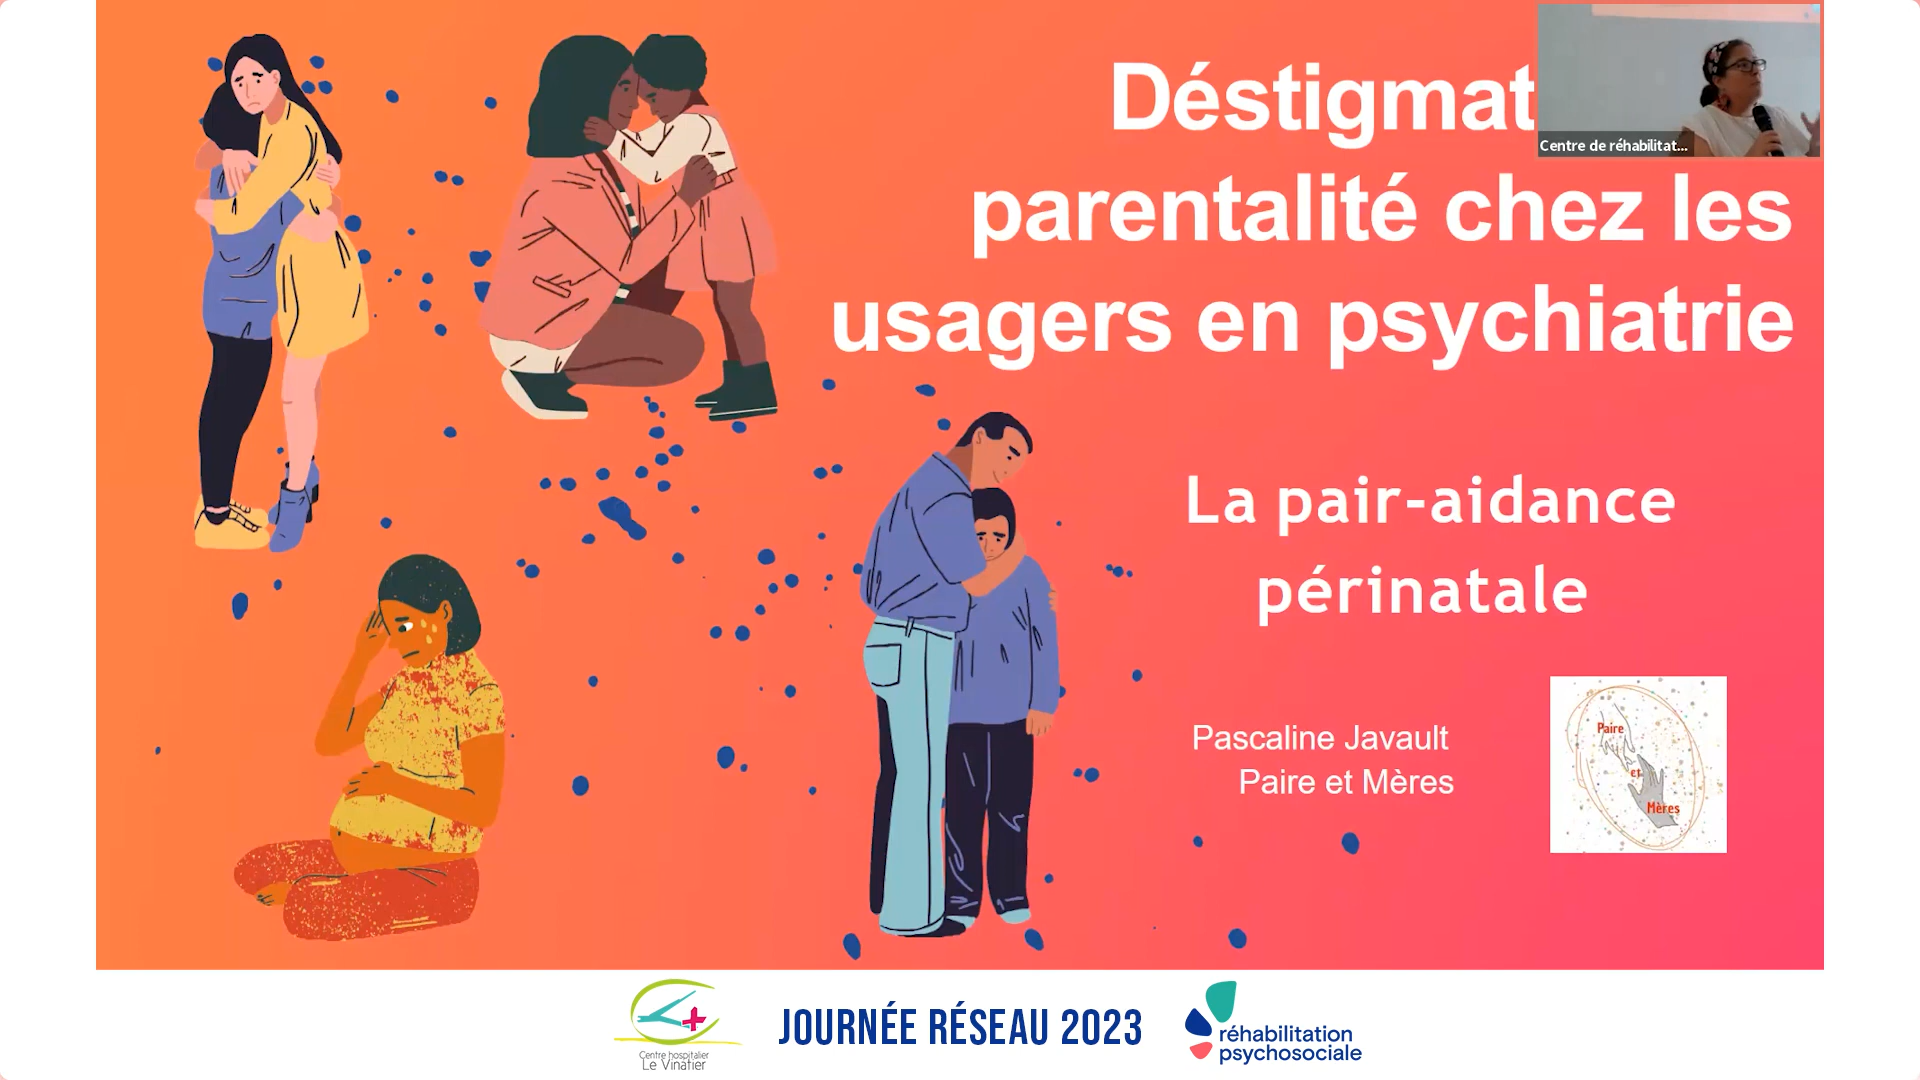 Déstigmat
parentalité chez les
usagers en psychiatrie
Centre de réhabilitat...
La pair-aidance
périnatale
Pascaline Javault
Paire et Mères
Paire
et
Mères
Centre hospitalier
Le Vinatier
JOURNÉE RÉSEAU 2023
réhabilitation
psychosociale